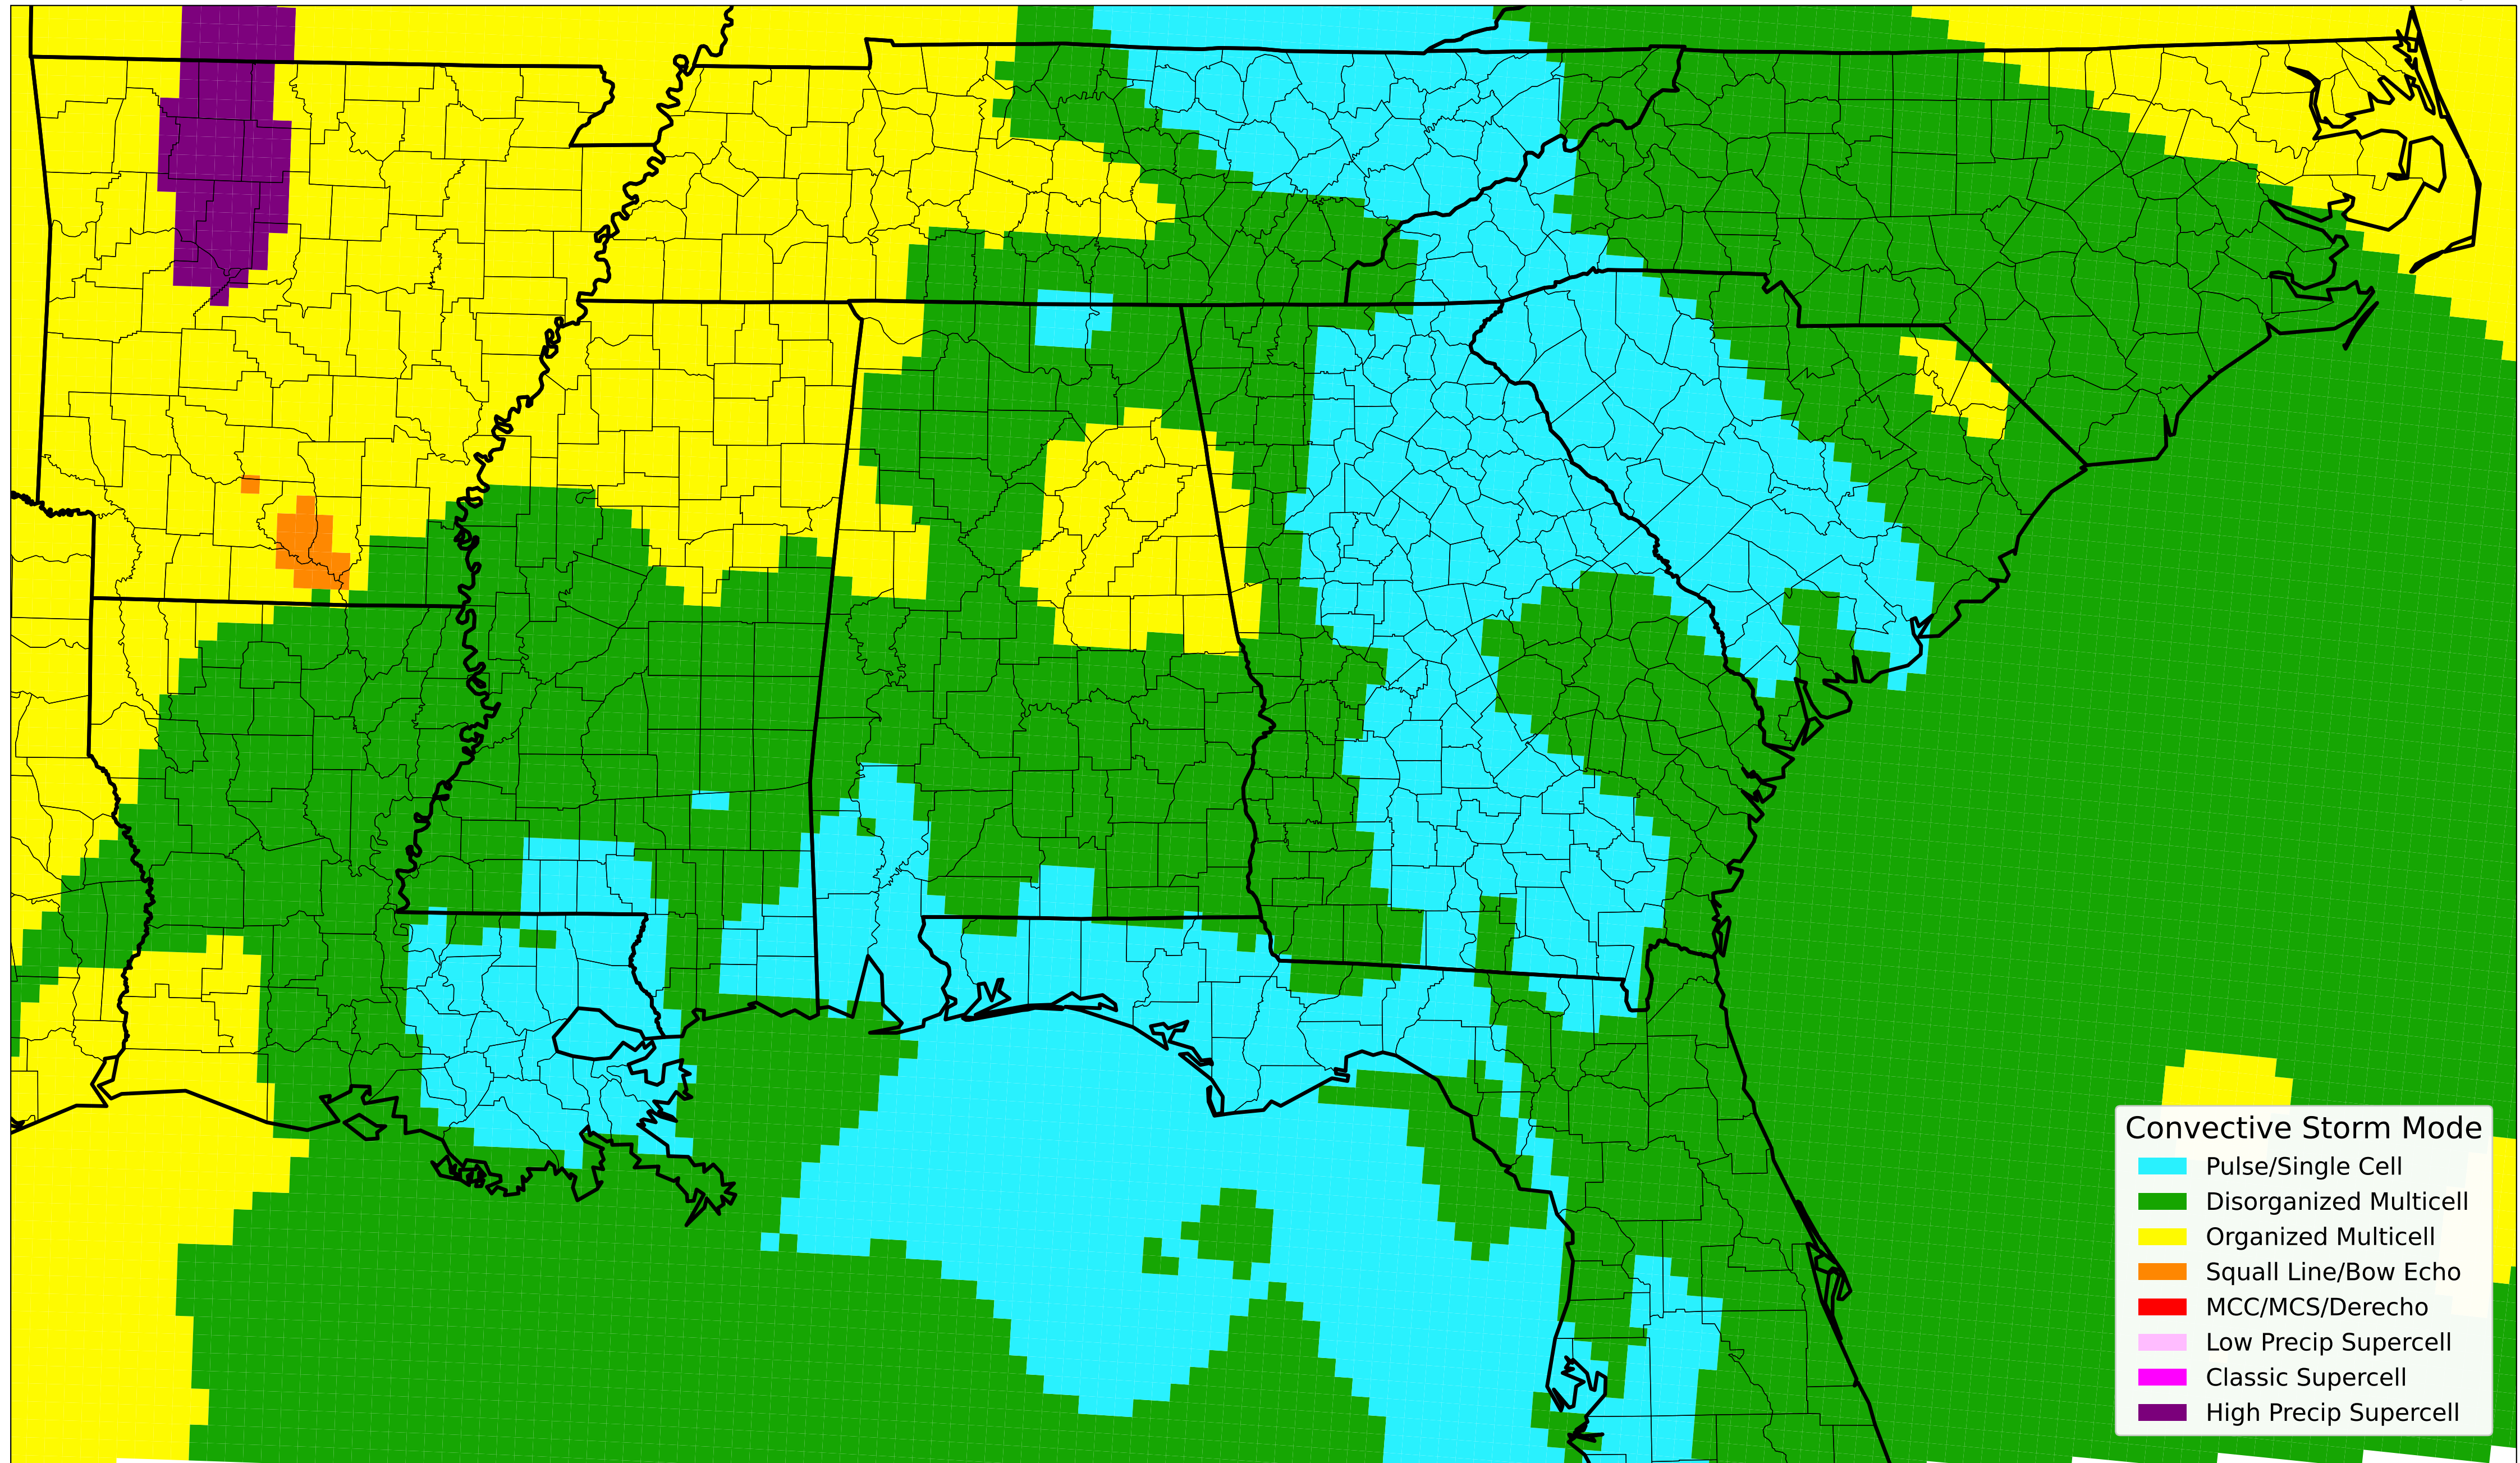 Convective Storm Mode
Pulse/Single Cell
Disorganized Multicell
Organized Multicell
Squall Line/Bow Echo
MCC/MCS/Derecho
Low Precip Supercell
Classic Supercell
High Precip Supercell